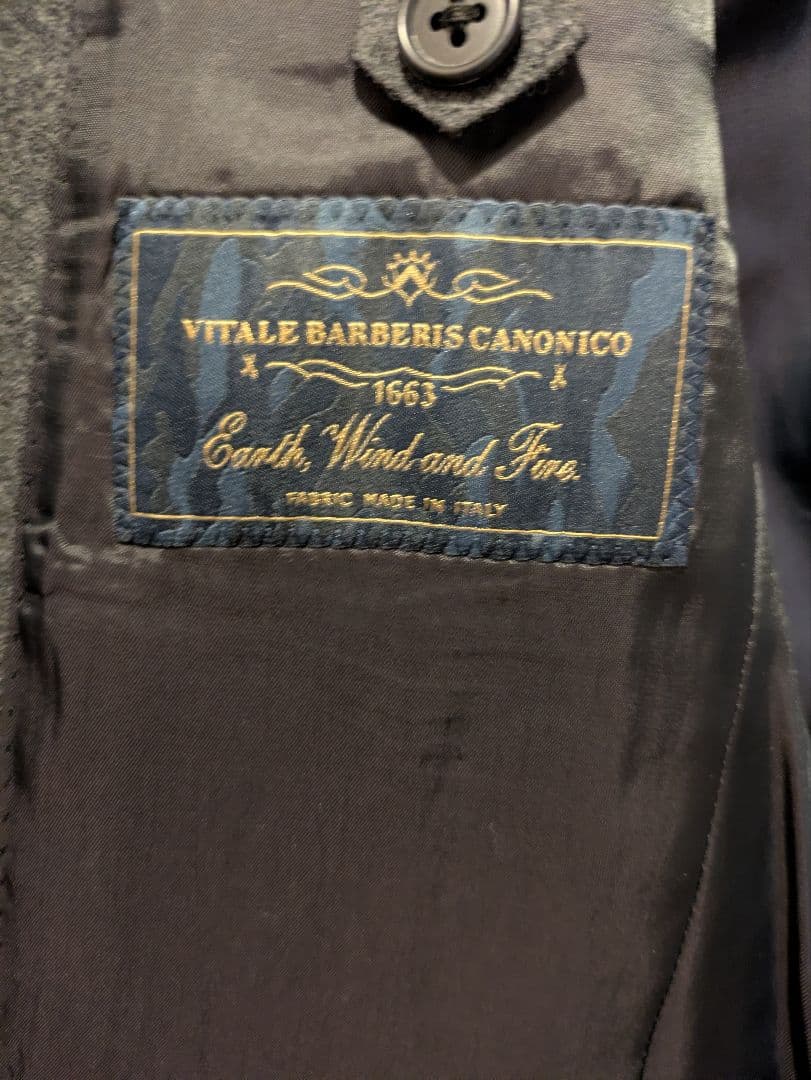 VITALE BARBERIS CANONICO
1663
Earth, Wind and Fire.
FABRIC MADE IN ITALY